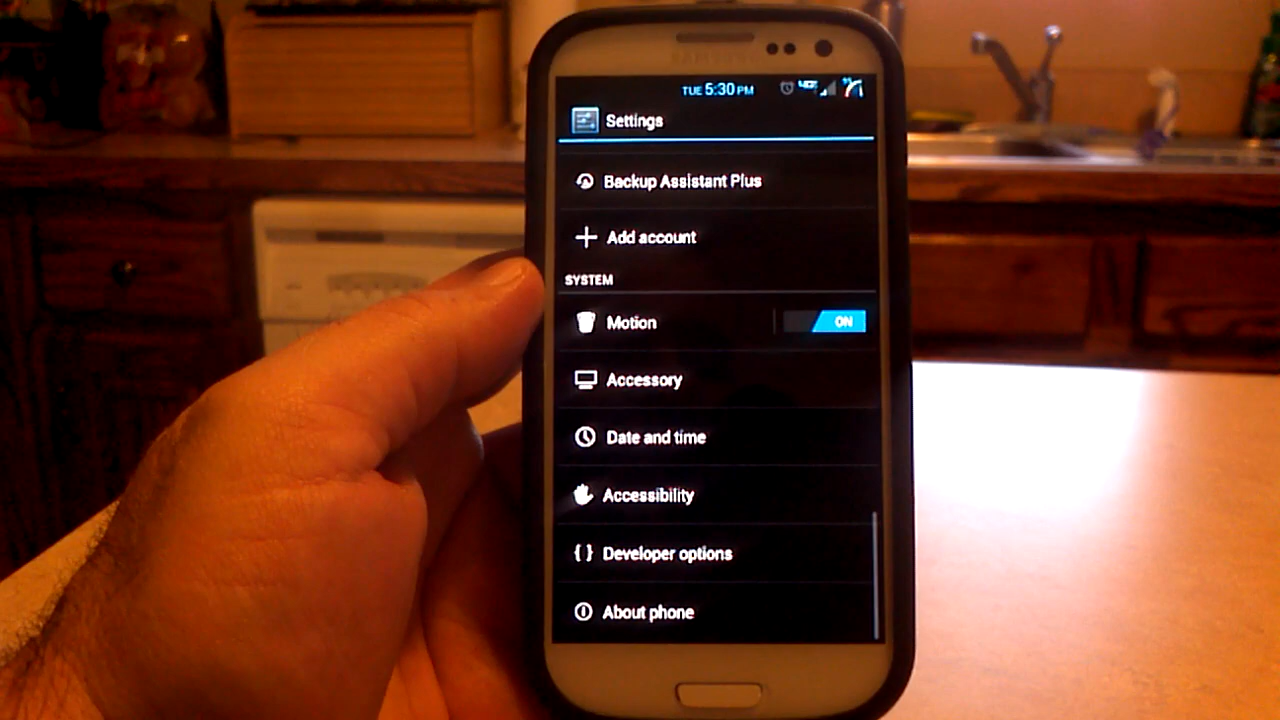 SAMSUNG
TUE 5:30 PM
Settings
Backup Assistant Plus
Add account
SYSTEM
Motion ON
Accessory
Date and time
Accessibility
Developer options
About phone